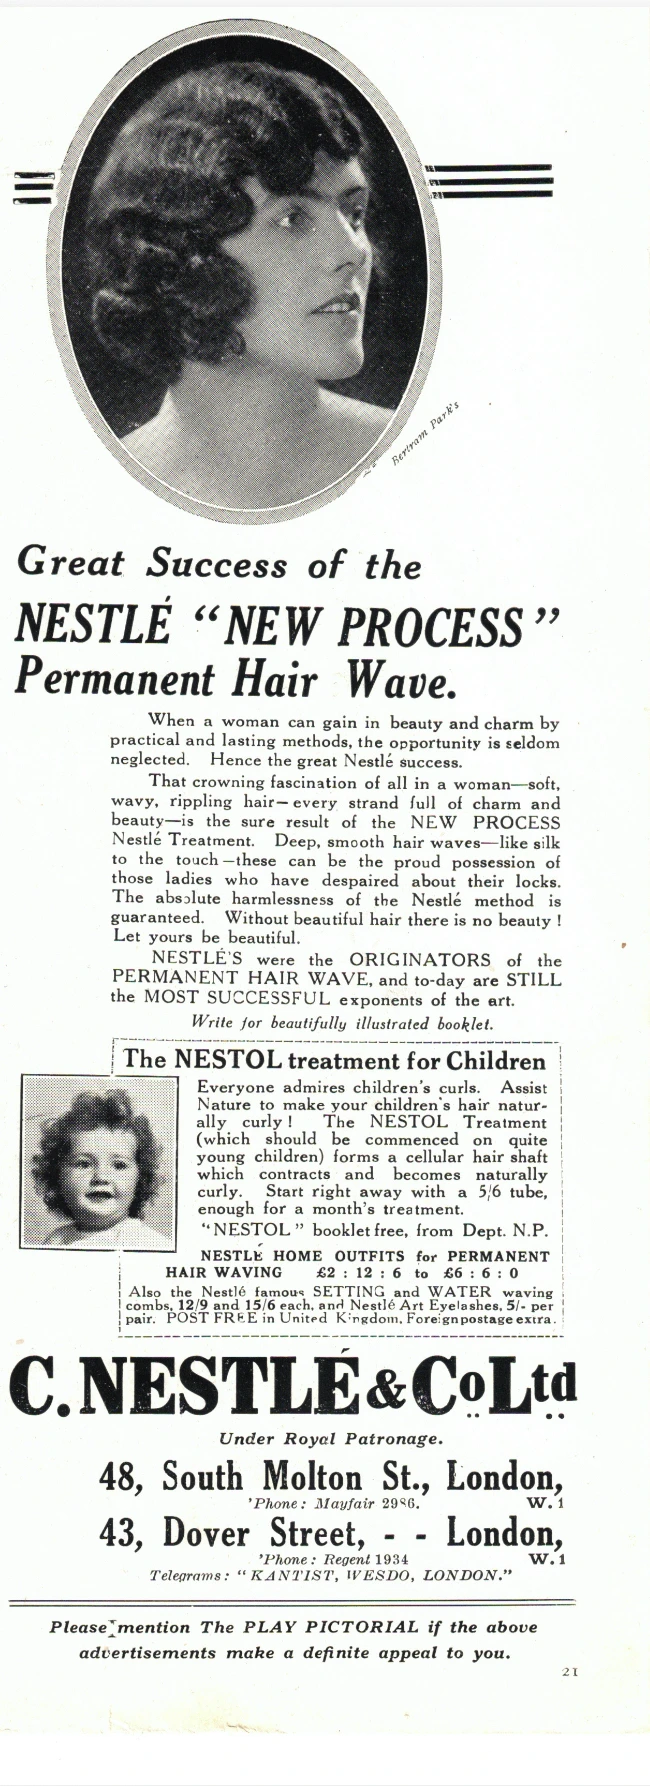 Bertram Park's
Great Success of the
NESTLÉ "NEW PROCESS"
Permanent Hair Wave.
When a woman can gain in beauty and charm by
practical and lasting methods, the opportunity is seldom
neglected. Hence the great Nestlé success.
That crowning fascination of all in a woman—soft,
wavy, rippling hair—every strand full of charm and
beauty—is the sure result of the NEW PROCESS
Nestlé Treatment. Deep, smooth hair waves—like silk
to the touch—these can be the proud possession of
those ladies who have despaired about their locks.
The absolute harmlessness of the Nestlé method is
guaranteed. Without beautiful hair there is no beauty !
Let yours be beautiful.
NESTLÉ'S were the ORIGINATORS of the
PERMANENT HAIR WAVE, and to-day are STILL
the MOST SUCCESSFUL exponents of the art.
Write for beautifully illustrated booklet.
The NESTOL treatment for Children
Everyone admires children's curls. Assist
Nature to make your children's hair natur-
ally curly ! The NESTOL Treatment
(which should be commenced on quite
young children) forms a cellular hair shaft
which contracts and becomes naturally
curly. Start right away with a 5/6 tube,
enough for a month's treatment.
"NESTOL" booklet free, from Dept. N.P.
NESTLÉ HOME OUTFITS for PERMANENT
HAIR WAVING £2 : 12 : 6 to £6 : 6 : 0
Also the Nestlé famous SETTING and WATER waving
combs, 12/9 and 15/6 each, and Nestlé Art Eyelashes, 5/- per
pair. POST FREE in United Kingdom, Foreign postage extra.
C. NESTLÉ & Co Ltd
Under Royal Patronage.
48, South Molton St., London,
'Phone : Mayfair 2986. W. 1
43, Dover Street, - - London,
'Phone : Regent 1934 W. 1
Telegrams : "KANTIST, WESDO, LONDON."
Please mention The PLAY PICTORIAL if the above
advertisements make a definite appeal to you.
21